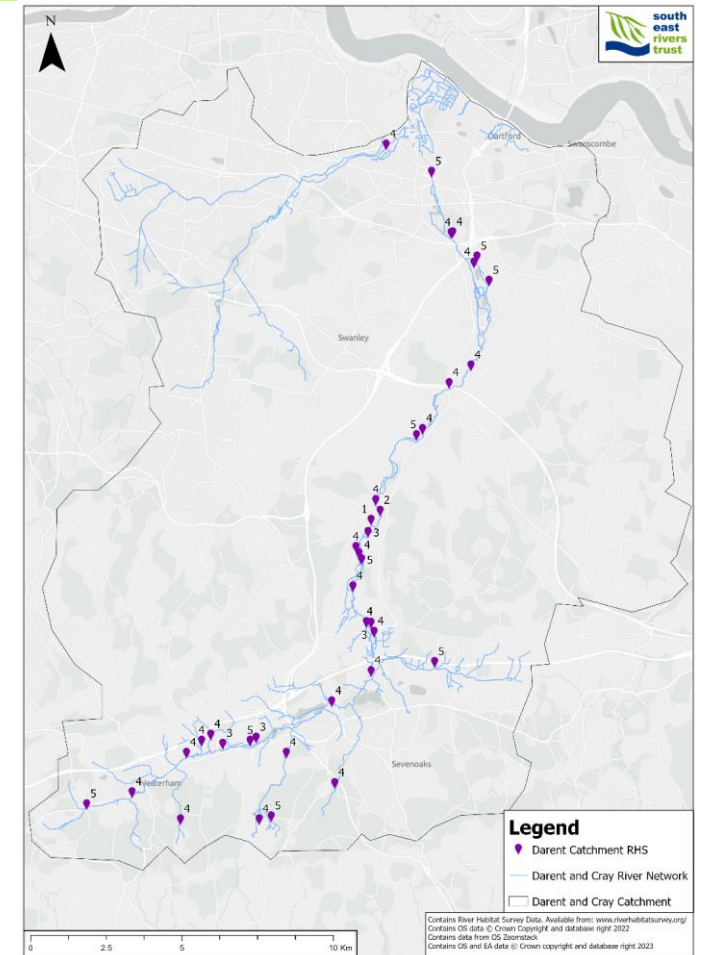 N
south
east
rivers
trust
Dartford
Swanscombe
4
5
4 4
5
4
5
Swanley
4
4
4
5
4
2
1
3
4
4
5
4
4
4
3
5
4
4
4
4
3
5 3
4
4
Sevenoaks
4
Westerham
4
5
4
4 5
Legend
Darent Catchment RHS
Darent and Cray River Network
Darent and Cray Catchment
Contains River Habitat Survey Data. Available from: www.riverhabitatsurvey.org/
Contains OS data © Crown Copyright and database right 2022
Contains data from OS Zoomstack
Contains OS and EA data © Crown copyright and database right 2023
0 2.5 5 10 Km